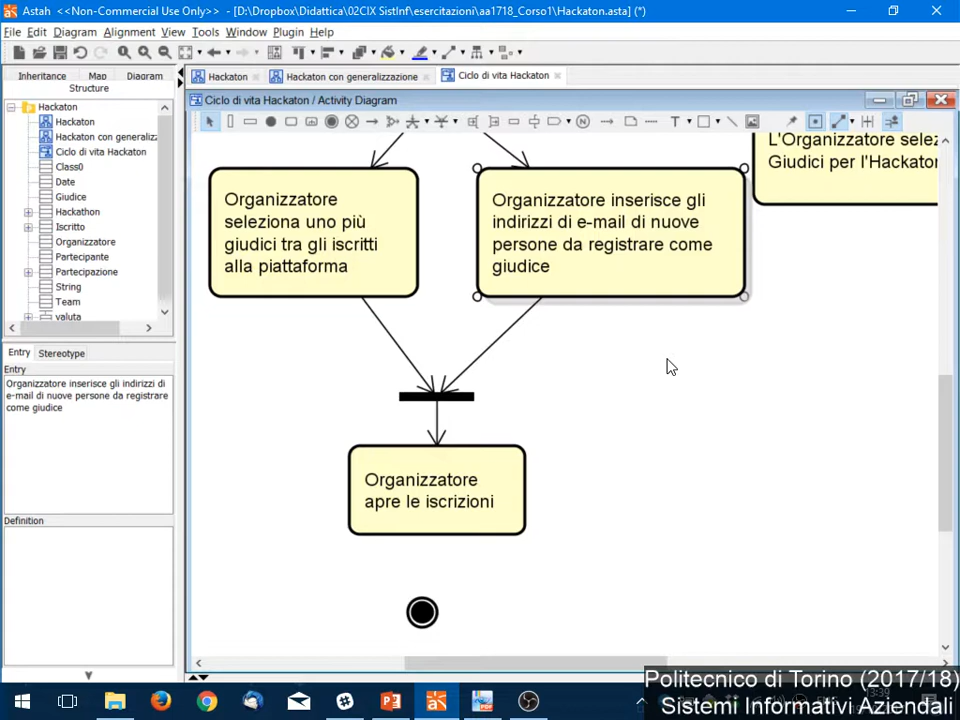 Astah <<Non-Commercial Use Only>> - [D:\Dropbox\Didattica\02CIX SistInf\esercitazioni\aa1718_Corso1\Hackaton.asta] (*)
File Edit Diagram Alignment View Tools Window Plugin Help
Inheritance Map Diagram
Structure
Hackaton
Hackaton
Hackaton con generaliz
Ciclo di vita Hackaton
Class0
Date
Giudice
Hackathon
Iscritto
Organizzatore
Partecipante
Partecipazione
String
Team
valuta
Entry Stereotype
Entry
Organizzatore inserisce gli indirizzi di
e-mail di nuove persone da registrare
come giudice
Definition
Hackaton Hackaton con generalizzazione Ciclo di vita Hackaton
Ciclo di vita Hackaton / Activity Diagram
L'Organizzatore selez
Giudici per l'Hackator
Organizzatore
seleziona uno più
giudici tra gli iscritti
alla piattaforma
Organizzatore inserisce gli
indirizzi di e-mail di nuove
persone da registrare come
giudice
Organizzatore
apre le iscrizioni
Politecnico di Torino (2017/18)
Sistemi Informativi Aziendali